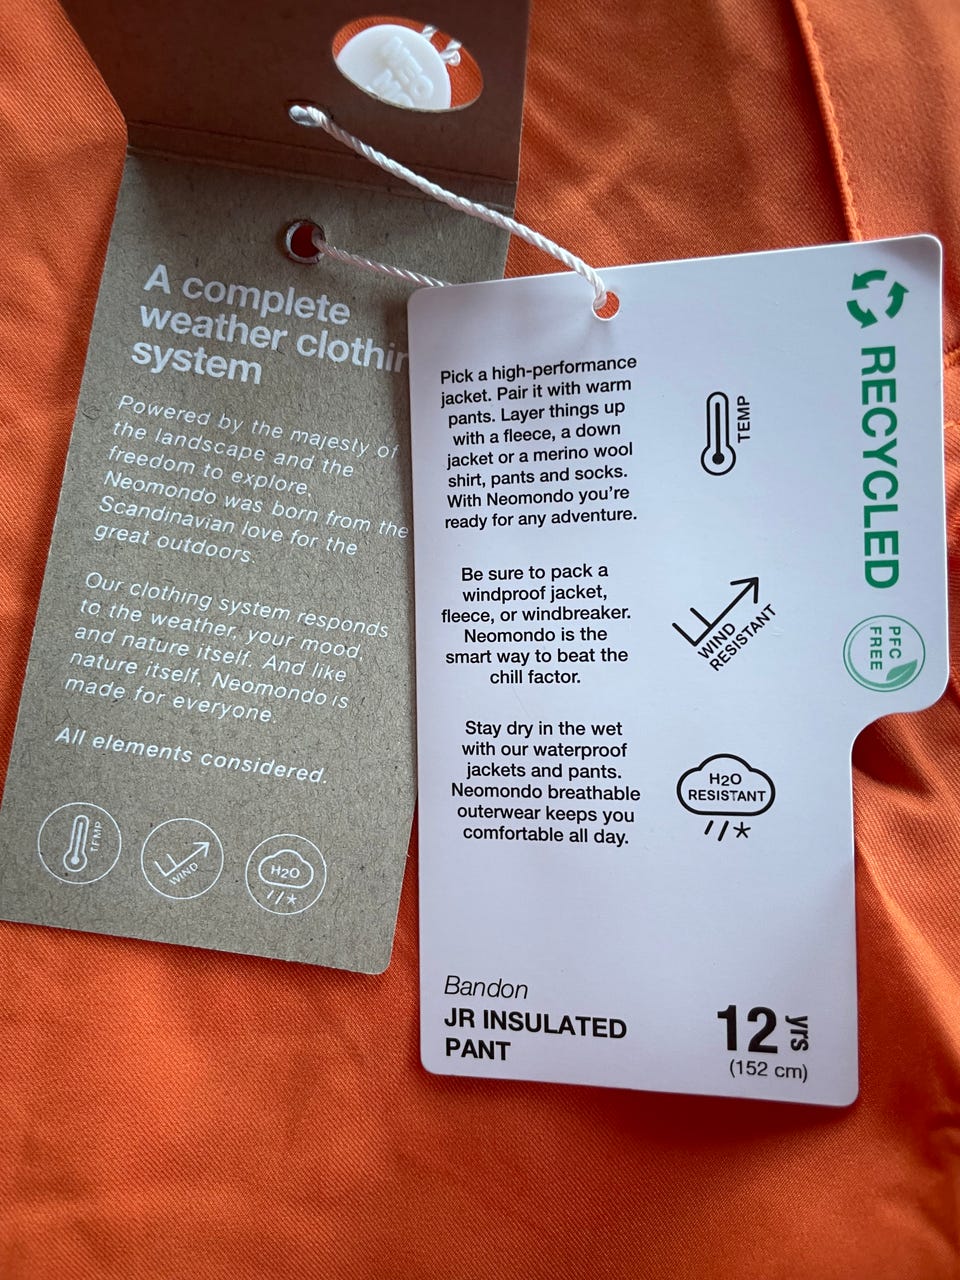 A complete
weather clothin
system
Powered by the majesty of
the landscape and the
freedom to explore,
Neomondo was born from the
Scandinavian love for the
great outdoors.
Our clothing system responds
to the weather, your mood,
and nature itself. And like
nature itself, Neomondo is
made for everyone.
All elements considered.
TEMP
WIND
H2O
Pick a high-performance
jacket. Pair it with warm
pants. Layer things up
with a fleece, a down
jacket or a merino wool
shirt, pants and socks.
With Neomondo you're
ready for any adventure.
TEMP
Be sure to pack a
windproof jacket,
fleece, or windbreaker.
Neomondo is the
smart way to beat the
chill factor.
WIND
RESISTANT
Stay dry in the wet
with our waterproof
jackets and pants.
Neomondo breathable
outerwear keeps you
comfortable all day.
H2O
RESISTANT
RECYCLED
PFC
FREE
Bandon
JR INSULATED
PANT
12 yrs
(152 cm)